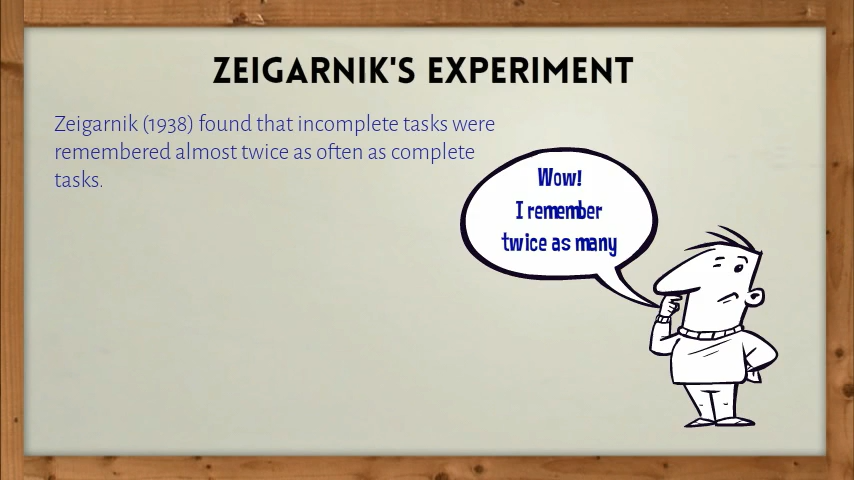 ZEIGARNIK'S EXPERIMENT
Zeigarnik (1938) found that incomplete tasks were
remembered almost twice as often as complete
tasks.
Wow!
I remember
twice as many